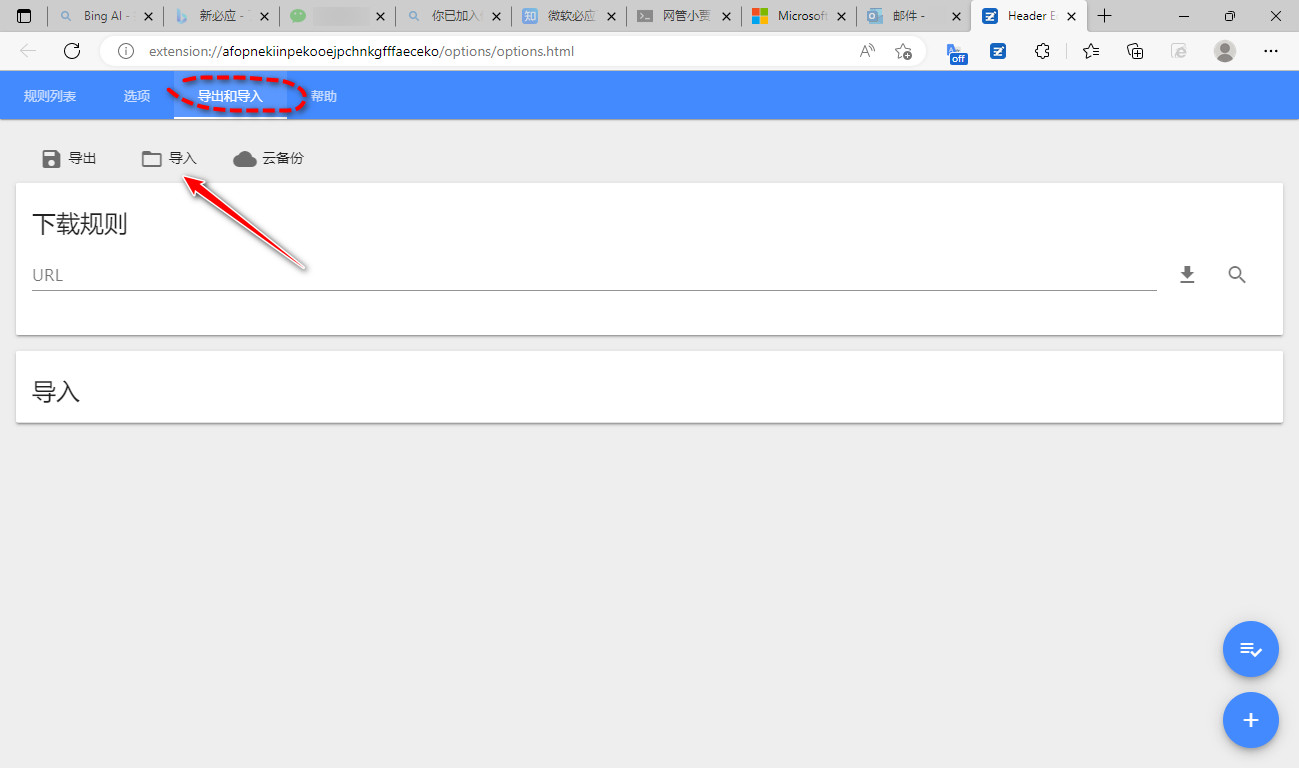 Bing AI -
新必应 -
你已加入
微软必应
网管小贾
Microsoft
邮件 -
Header E
extension://afopnekiinpekooejpchnkgfffaeceko/options/options.html
off
规则列表
选项
导出和导入
帮助
导出
导入
云备份
下载规则
URL
导入